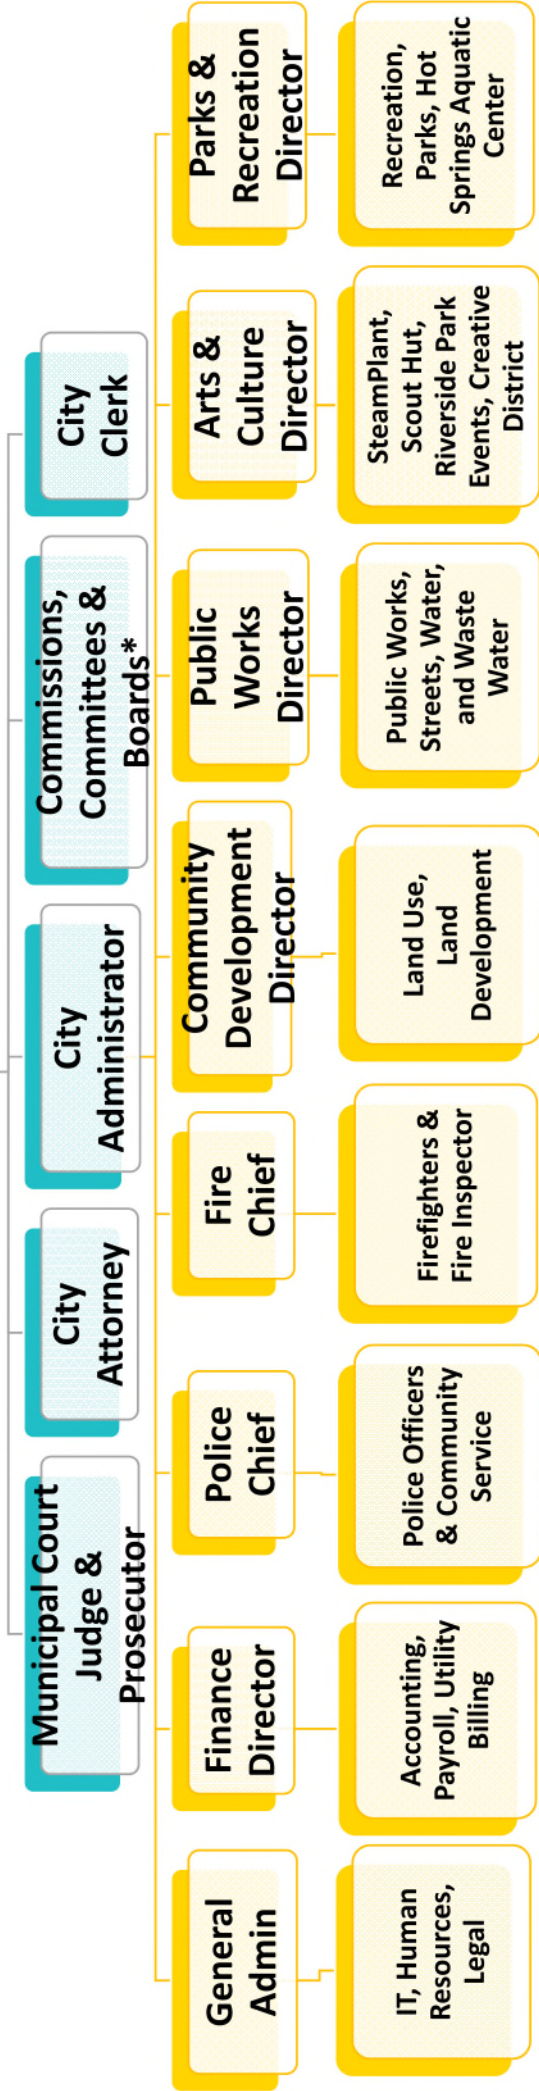 Municipal Court
Judge &
Prosecutor
City
Attorney
City
Administrator
Commissions,
Committees &
Boards*
City
Clerk
General
Admin
Finance
Director
Police
Chief
Fire
Chief
Community
Development
Director
Public
Works
Director
Arts &
Culture
Director
Parks &
Recreation
Director
IT, Human
Resources,
Legal
Accounting,
Payroll, Utility
Billing
Police Officers
& Community
Service
Firefighters &
Fire Inspector
Land Use,
Land
Development
Public Works,
Streets, Water,
and Waste
Water
SteamPlant,
Scout Hut,
Riverside Park
Events, Creative
District
Recreation,
Parks, Hot
Springs Aquatic
Center